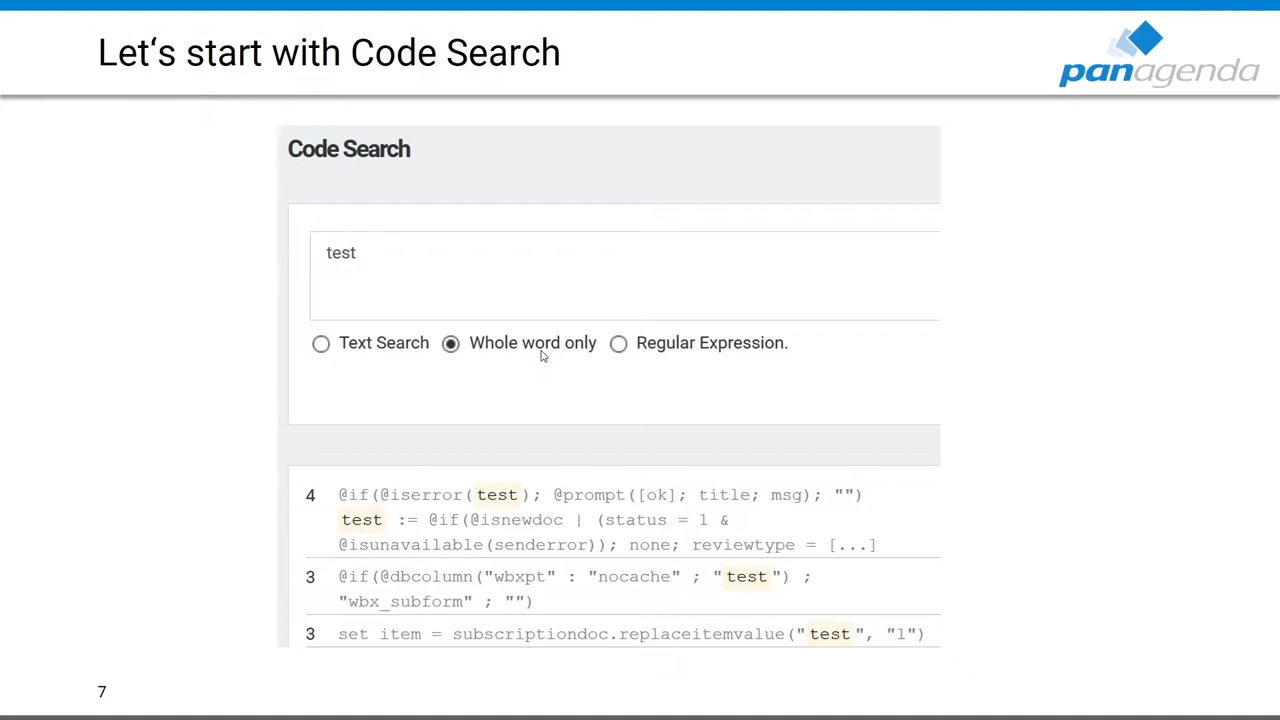 Let‘s start with Code Search
panagenda
Code Search
test
Text Search Whole word only Regular Expression.
4 @if(@iserror(test); @prompt([ok]; title; msg); "")
test := @if(@isnewdoc | (status = 1 &
@isunavailable(senderror)); none; reviewtype = [...]
3 @if(@dbcolumn("wbxpt" : "nocache" ; "test") ;
"wbx_subform" ; "")
3 set item = subscriptiondoc.replaceitemvalue("test", "1")
7